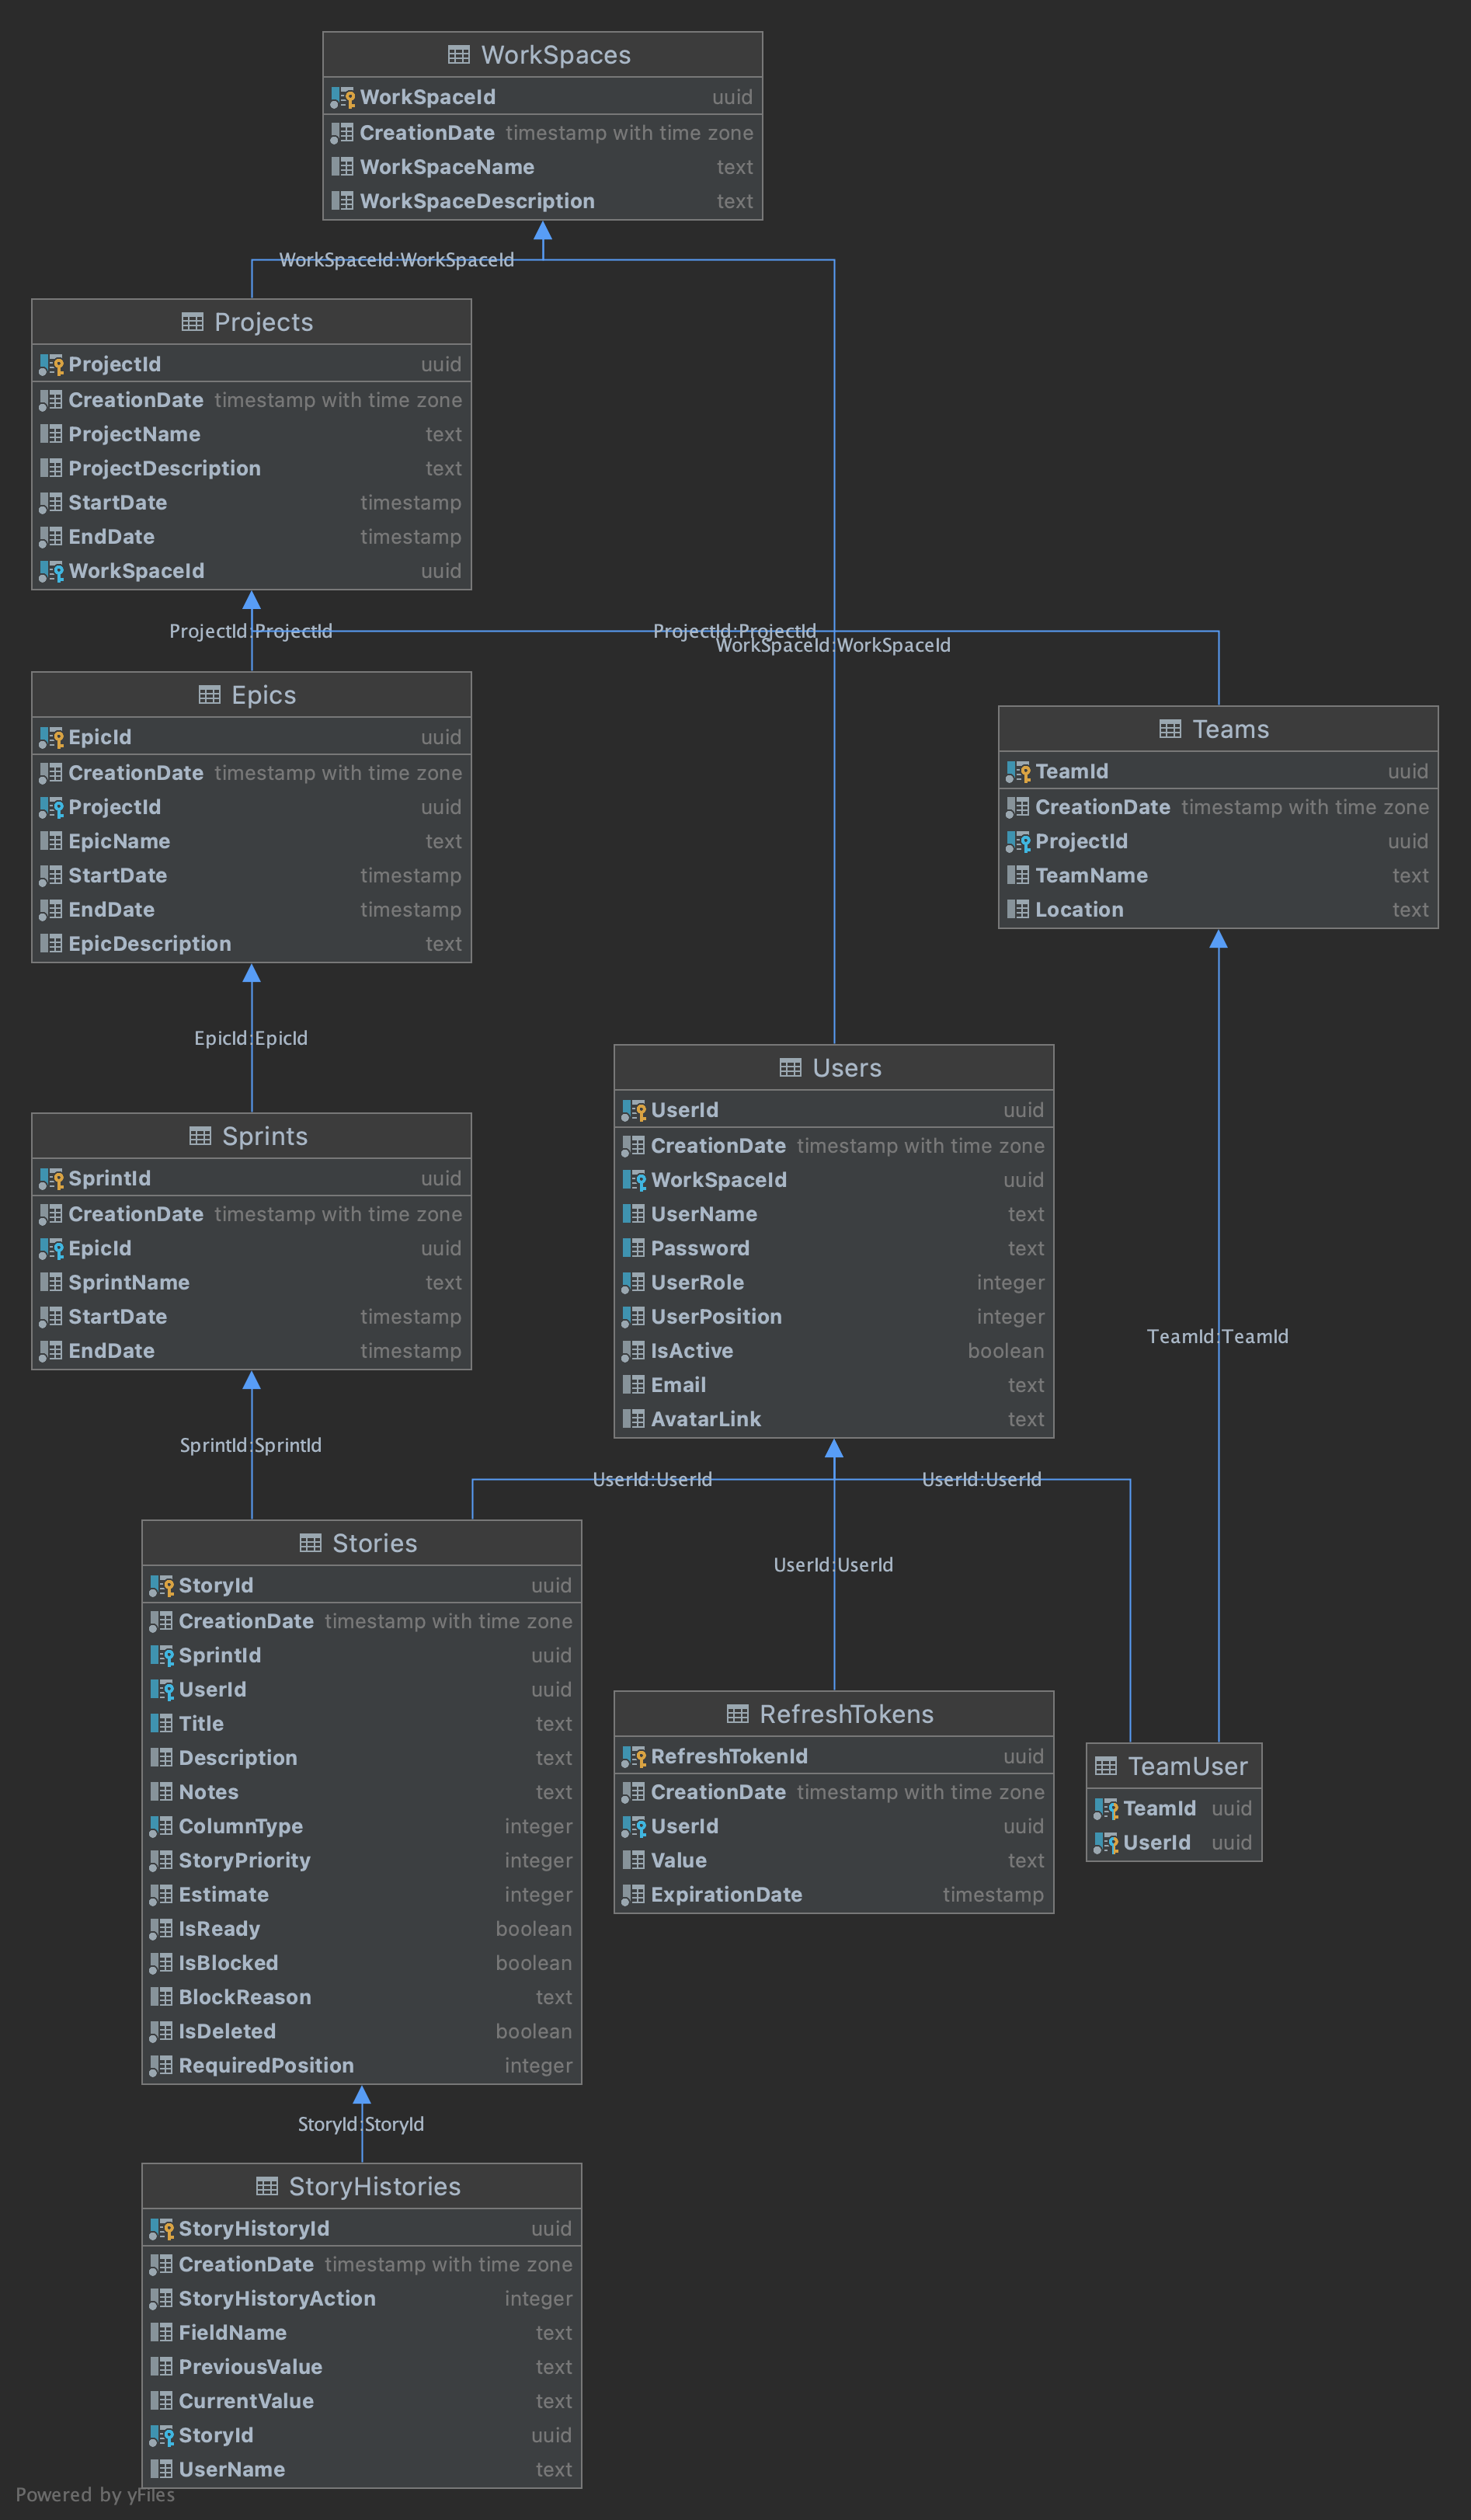 WorkSpaces
WorkSpaceId uuid
CreationDate timestamp with time zone
WorkSpaceName text
WorkSpaceDescription text
WorkSpaceId:WorkSpaceId
Projects
ProjectId uuid
CreationDate timestamp with time zone
ProjectName text
ProjectDescription text
StartDate timestamp
EndDate timestamp
WorkSpaceId uuid
ProjectId:ProjectId
ProjectId:ProjectId
WorkSpaceId:WorkSpaceId
Epics
EpicId uuid
CreationDate timestamp with time zone
ProjectId uuid
EpicName text
StartDate timestamp
EndDate timestamp
EpicDescription text
Teams
TeamId uuid
CreationDate timestamp with time zone
ProjectId uuid
TeamName text
Location text
EpicId:EpicId
Sprints
SprintId uuid
CreationDate timestamp with time zone
EpicId uuid
SprintName text
StartDate timestamp
EndDate timestamp
Users
UserId uuid
CreationDate timestamp with time zone
WorkSpaceId uuid
UserName text
Password text
UserRole integer
UserPosition integer
IsActive boolean
Email text
AvatarLink text
TeamId:TeamId
SprintId:SprintId
UserId:UserId
UserId:UserId
UserId:UserId
Stories
StoryId uuid
CreationDate timestamp with time zone
SprintId uuid
UserId uuid
Title text
Description text
Notes text
ColumnType integer
StoryPriority integer
Estimate integer
IsReady boolean
IsBlocked boolean
BlockReason text
IsDeleted boolean
RequiredPosition integer
RefreshTokens
RefreshTokenId uuid
CreationDate timestamp with time zone
UserId uuid
Value text
ExpirationDate timestamp
TeamUser
TeamId uuid
UserId uuid
StoryId:StoryId
StoryHistories
StoryHistoryId uuid
CreationDate timestamp with time zone
StoryHistoryAction integer
FieldName text
PreviousValue text
CurrentValue text
StoryId uuid
UserName text
Powered by yFiles